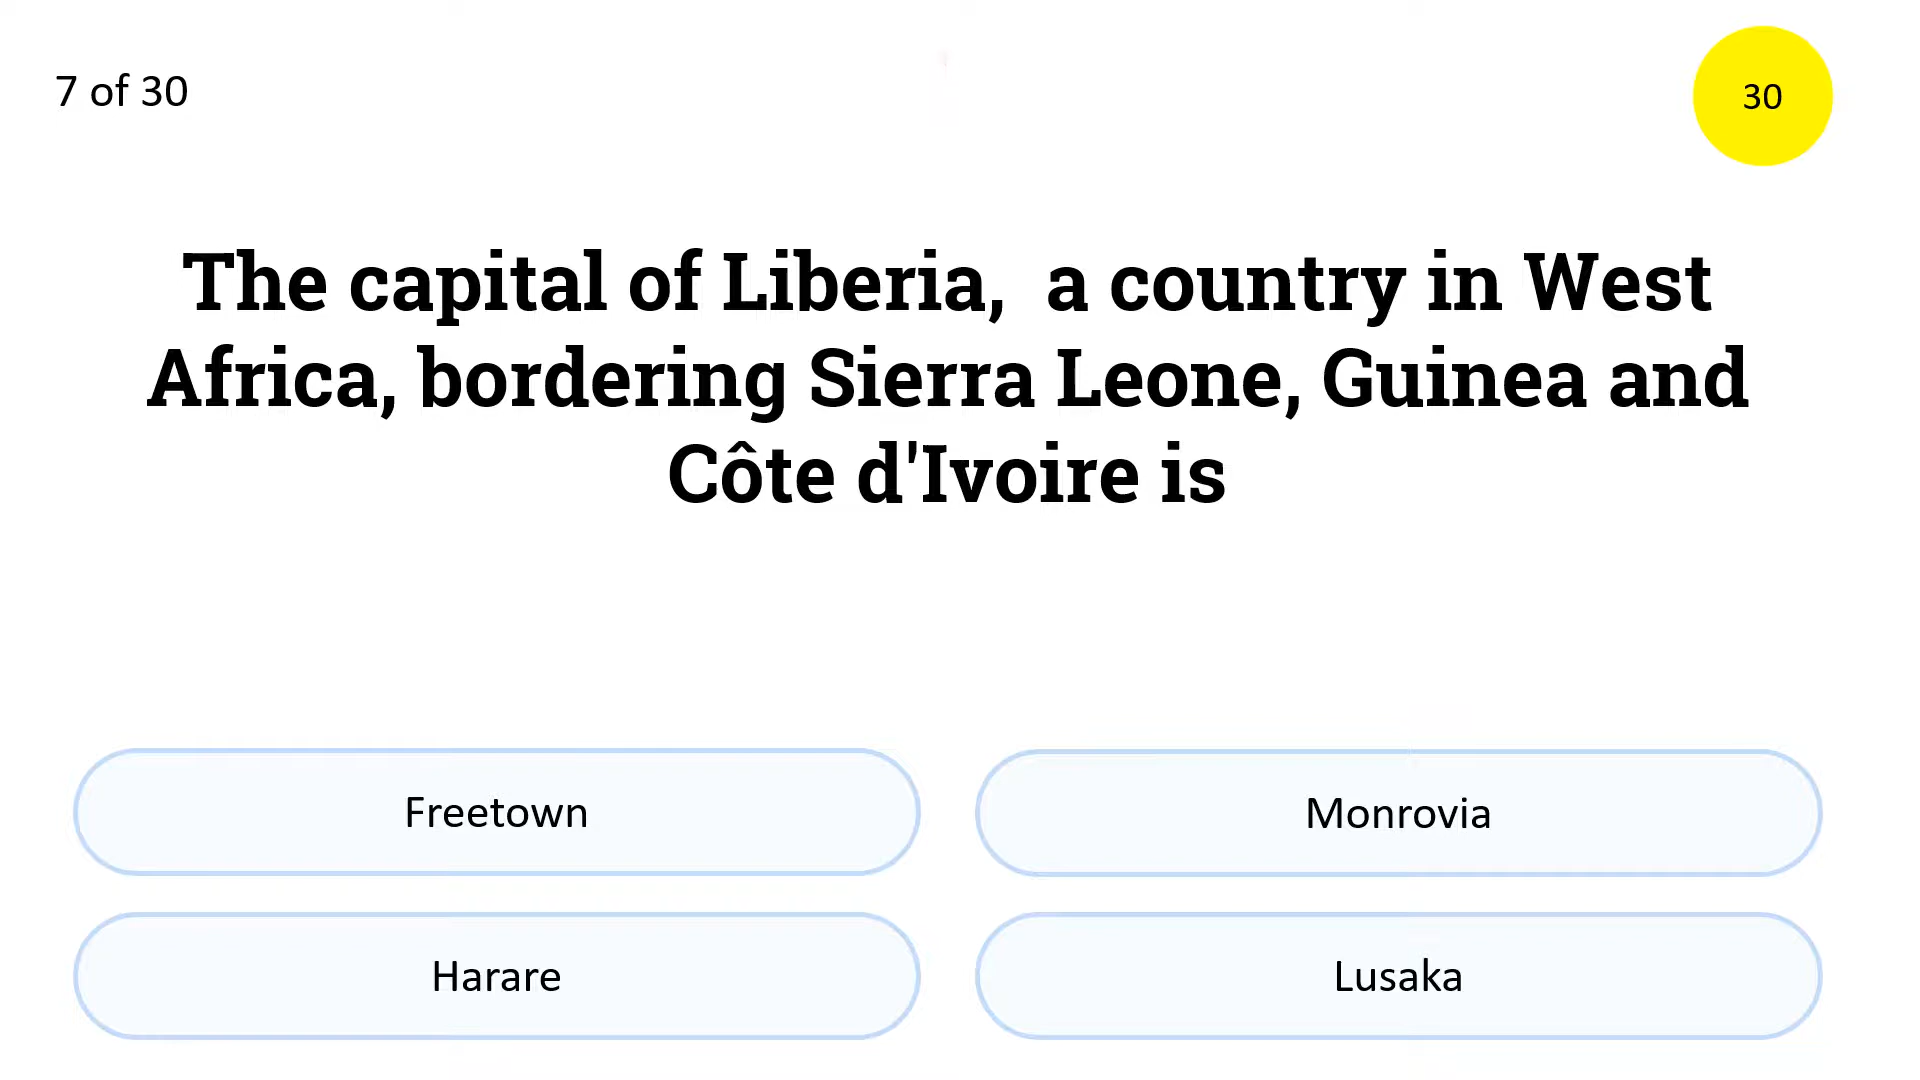 7 of 30
30
The capital of Liberia,  a country in West
Africa, bordering Sierra Leone, Guinea and
Côte d'Ivoire is
Freetown
Monrovia
Harare
Lusaka